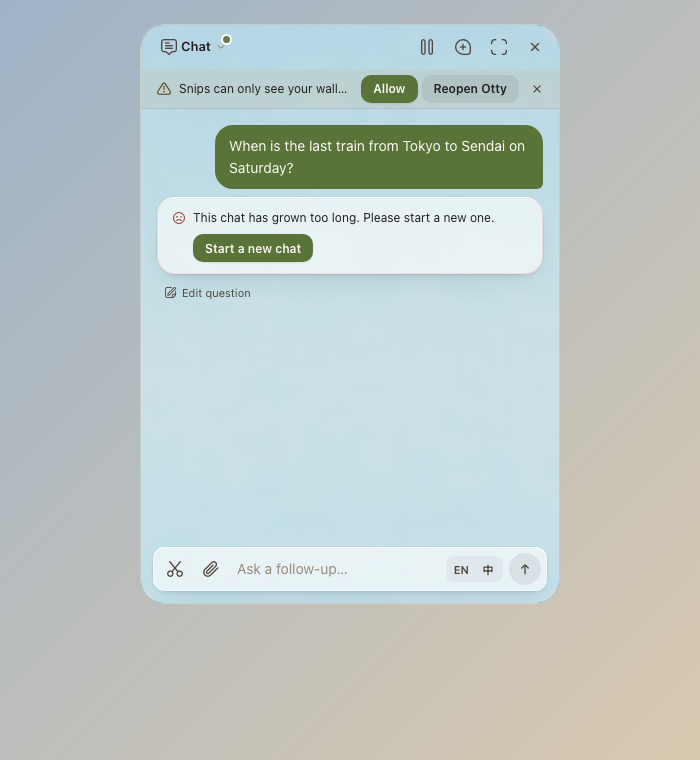 Chat
Snips can only see your wall...
Allow
Reopen Otty
When is the last train from Tokyo to Sendai on
Saturday?
This chat has grown too long. Please start a new one.
Start a new chat
Edit question
Ask a follow-up...
EN 中